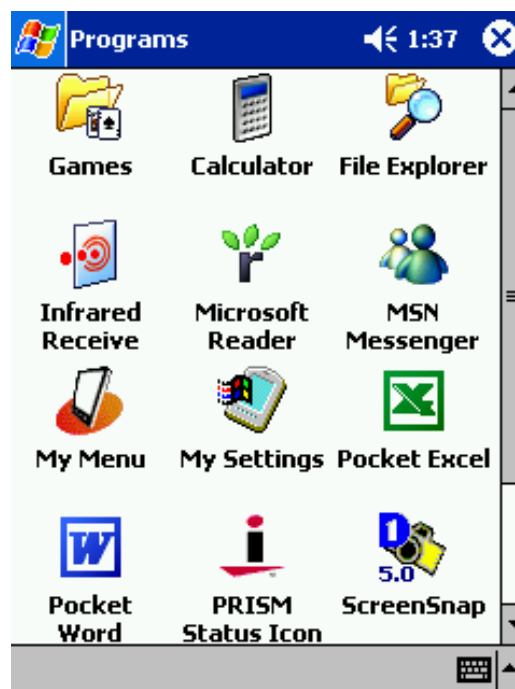 Programs 1:37
Games Calculator File Explorer
Infrared Microsoft MSN
Receive Reader Messenger
My Menu My Settings Pocket Excel
W D
5.0
Pocket PRISM ScreenSnap
Word Status Icon